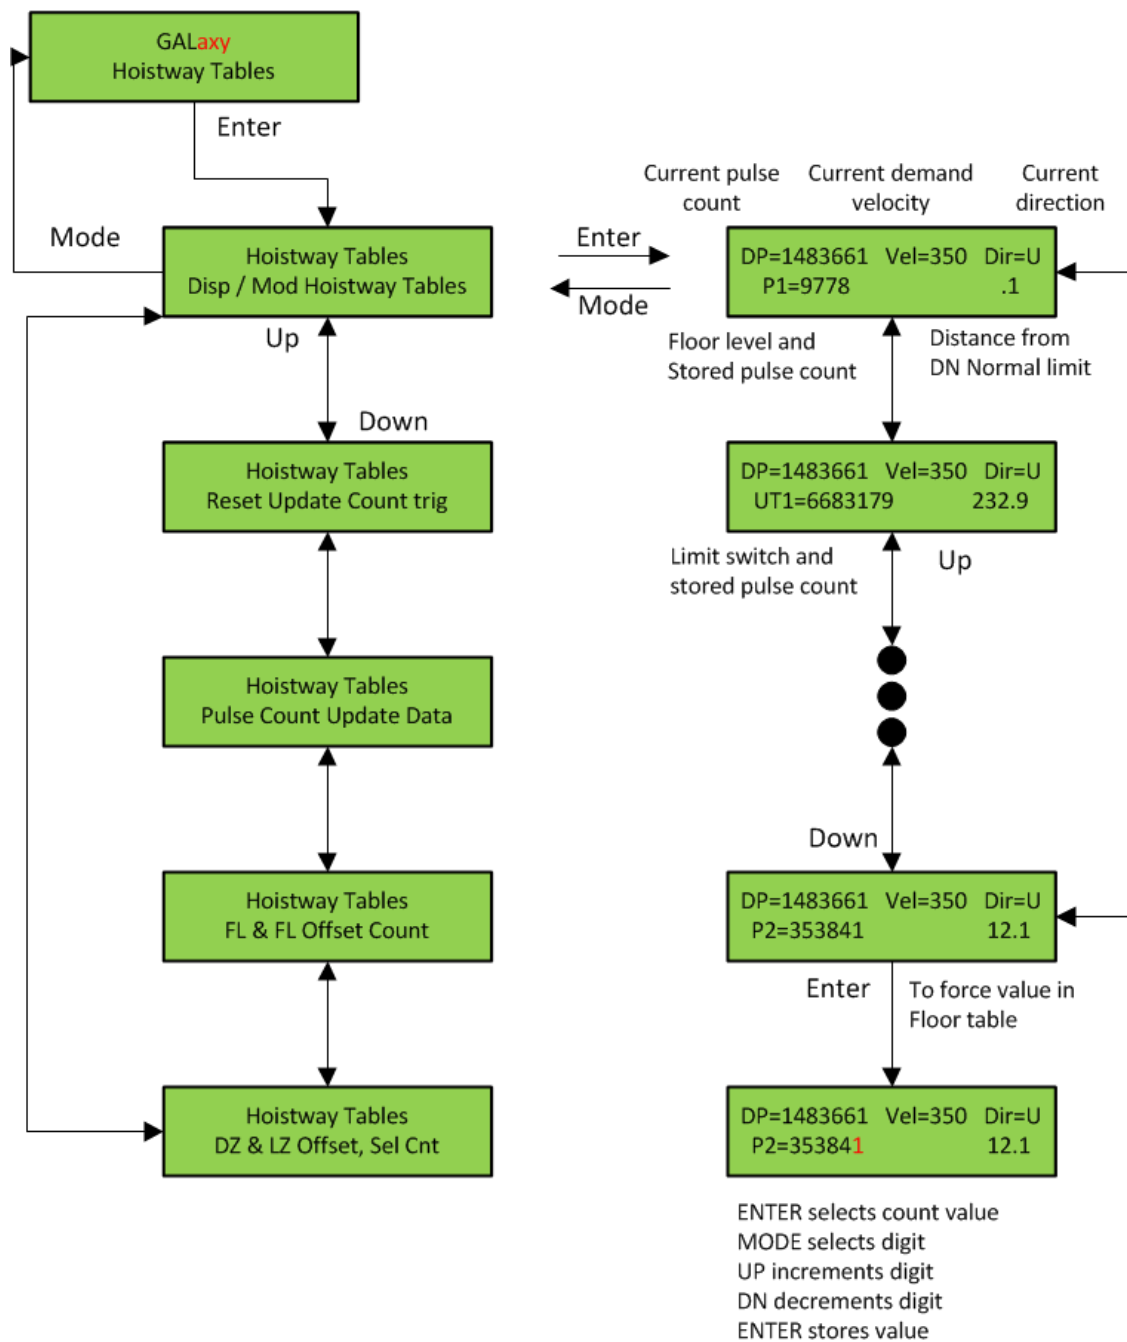 GALaxy
Hoistway Tables
Enter
Mode
Hoistway Tables
Disp / Mod Hoistway Tables
Up
Down
Hoistway Tables
Reset Update Count trig
Hoistway Tables
Pulse Count Update Data
Hoistway Tables
FL & FL Offset Count
Hoistway Tables
DZ & LZ Offset, Sel Cnt
Enter
Mode
Current pulse
count
Current demand
velocity
Current
direction
DP=1483661 Vel=350 Dir=U
P1=9778 .1
Floor level and
Stored pulse count
Distance from
DN Normal limit
DP=1483661 Vel=350 Dir=U
UT1=6683179 232.9
Limit switch and
stored pulse count
Up
Down
DP=1483661 Vel=350 Dir=U
P2=353841 12.1
Enter
To force value in
Floor table
DP=1483661 Vel=350 Dir=U
P2=353841 12.1
ENTER selects count value
MODE selects digit
UP increments digit
DN decrements digit
ENTER stores value